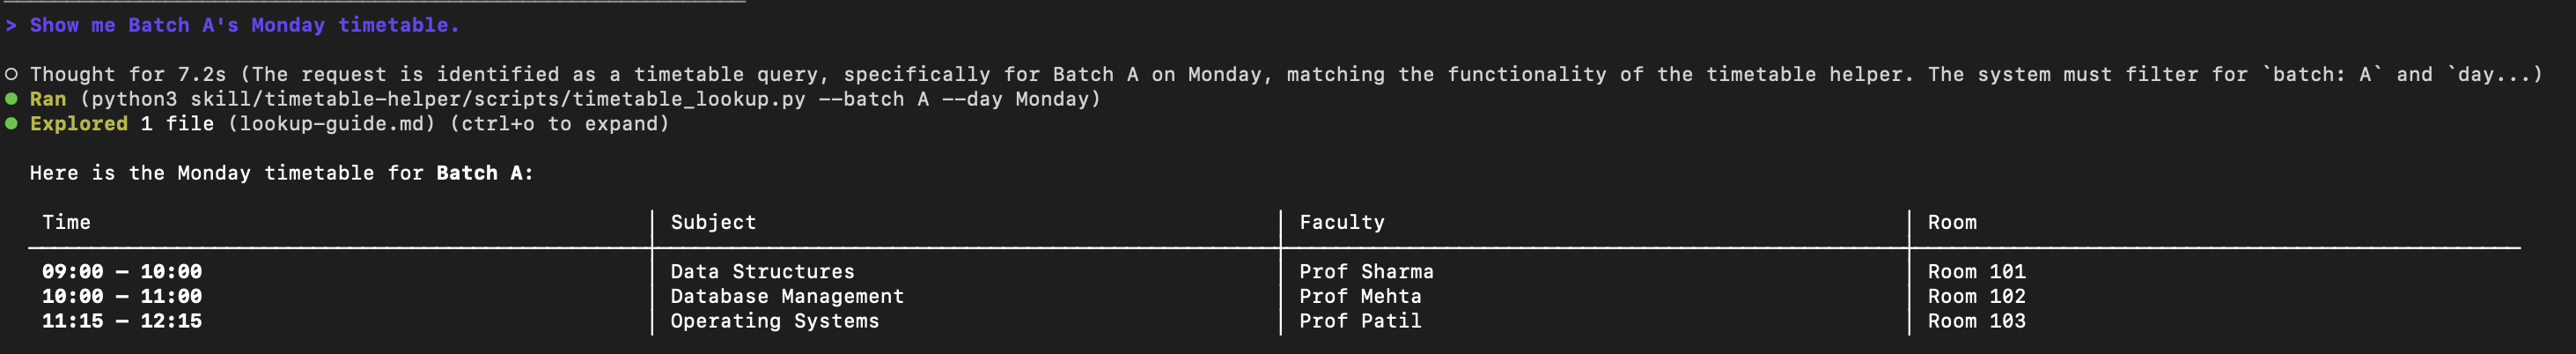 > Show me Batch A's Monday timetable.
○ Thought for 7.2s (The request is identified as a timetable query, specifically for Batch A on Monday, matching the functionality of the timetable helper. The system must filter for `batch: A` and `day...)
● Ran (python3 skill/timetable-helper/scripts/timetable_lookup.py --batch A --day Monday)
● Explored 1 file (lookup-guide.md) (ctrl+o to expand)
Here is the Monday timetable for Batch A:
Time | Subject | Faculty | Room
09:00 – 10:00 | Data Structures | Prof Sharma | Room 101
10:00 – 11:00 | Database Management | Prof Mehta | Room 102
11:15 – 12:15 | Operating Systems | Prof Patil | Room 103